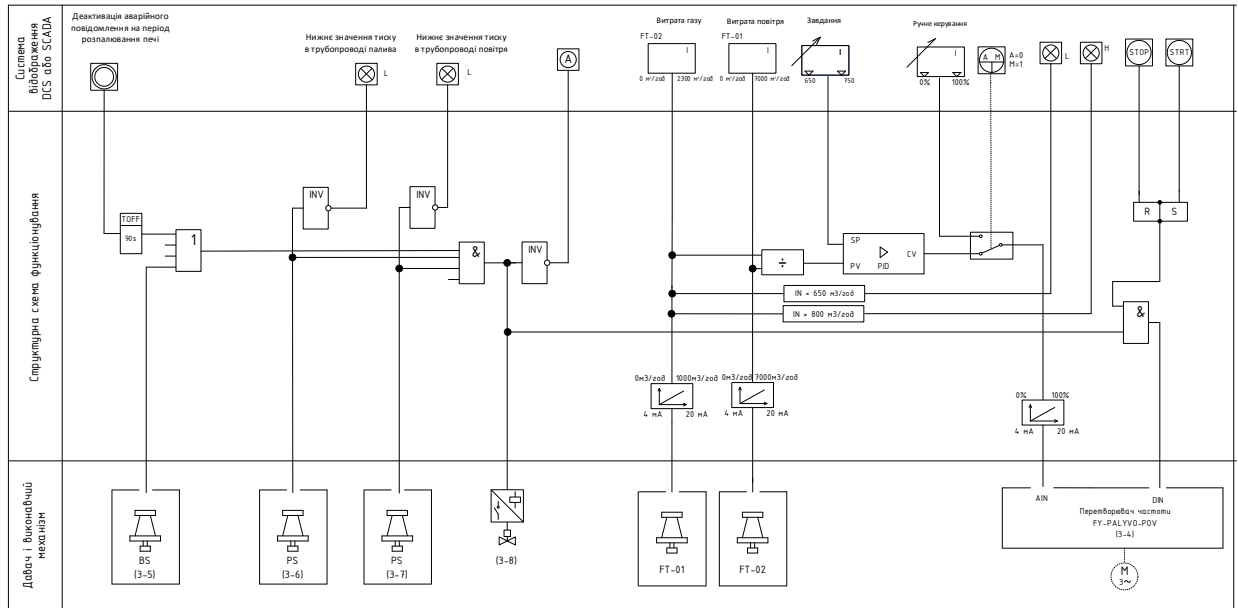 Система
відображення
DCS або SCADA
Деактивація аварійного
повідомлення на період
розпалювання печі
Нижнє значення тиску
в трубопроводі палива
L
Нижнє значення тиску
в трубопроводі повітря
L
A
Витрата газу
FT-02
I
0 м³/год 2300 м³/год
Витрата повітря
FT-01
I
0 м³/год 7000 м³/год
Завдання
I
650 750
Ручне керування
I
0% 100%
A M
A=0
M=1
L
H
STOP
STRT
Структурна схема функціонування
TOFF
90s
1
INV
INV
&
INV
÷
SP
PV PID CV
IN < 650 м3/год
IN > 800 м3/год
R S
&
0м3/год 1000м3/год
4 мА 20 мА
0м3/год 7000м3/год
4 мА 20 мА
0% 100%
4 мА 20 мА
Давач і виконавчий
механізм
BS
(3-5)
PS
(3-6)
PS
(3-7)
(3-8)
FT-01
FT-02
AIN DIN
Перетворювач частоти
FY-PALYVO-POV
(3-4)
M
3~